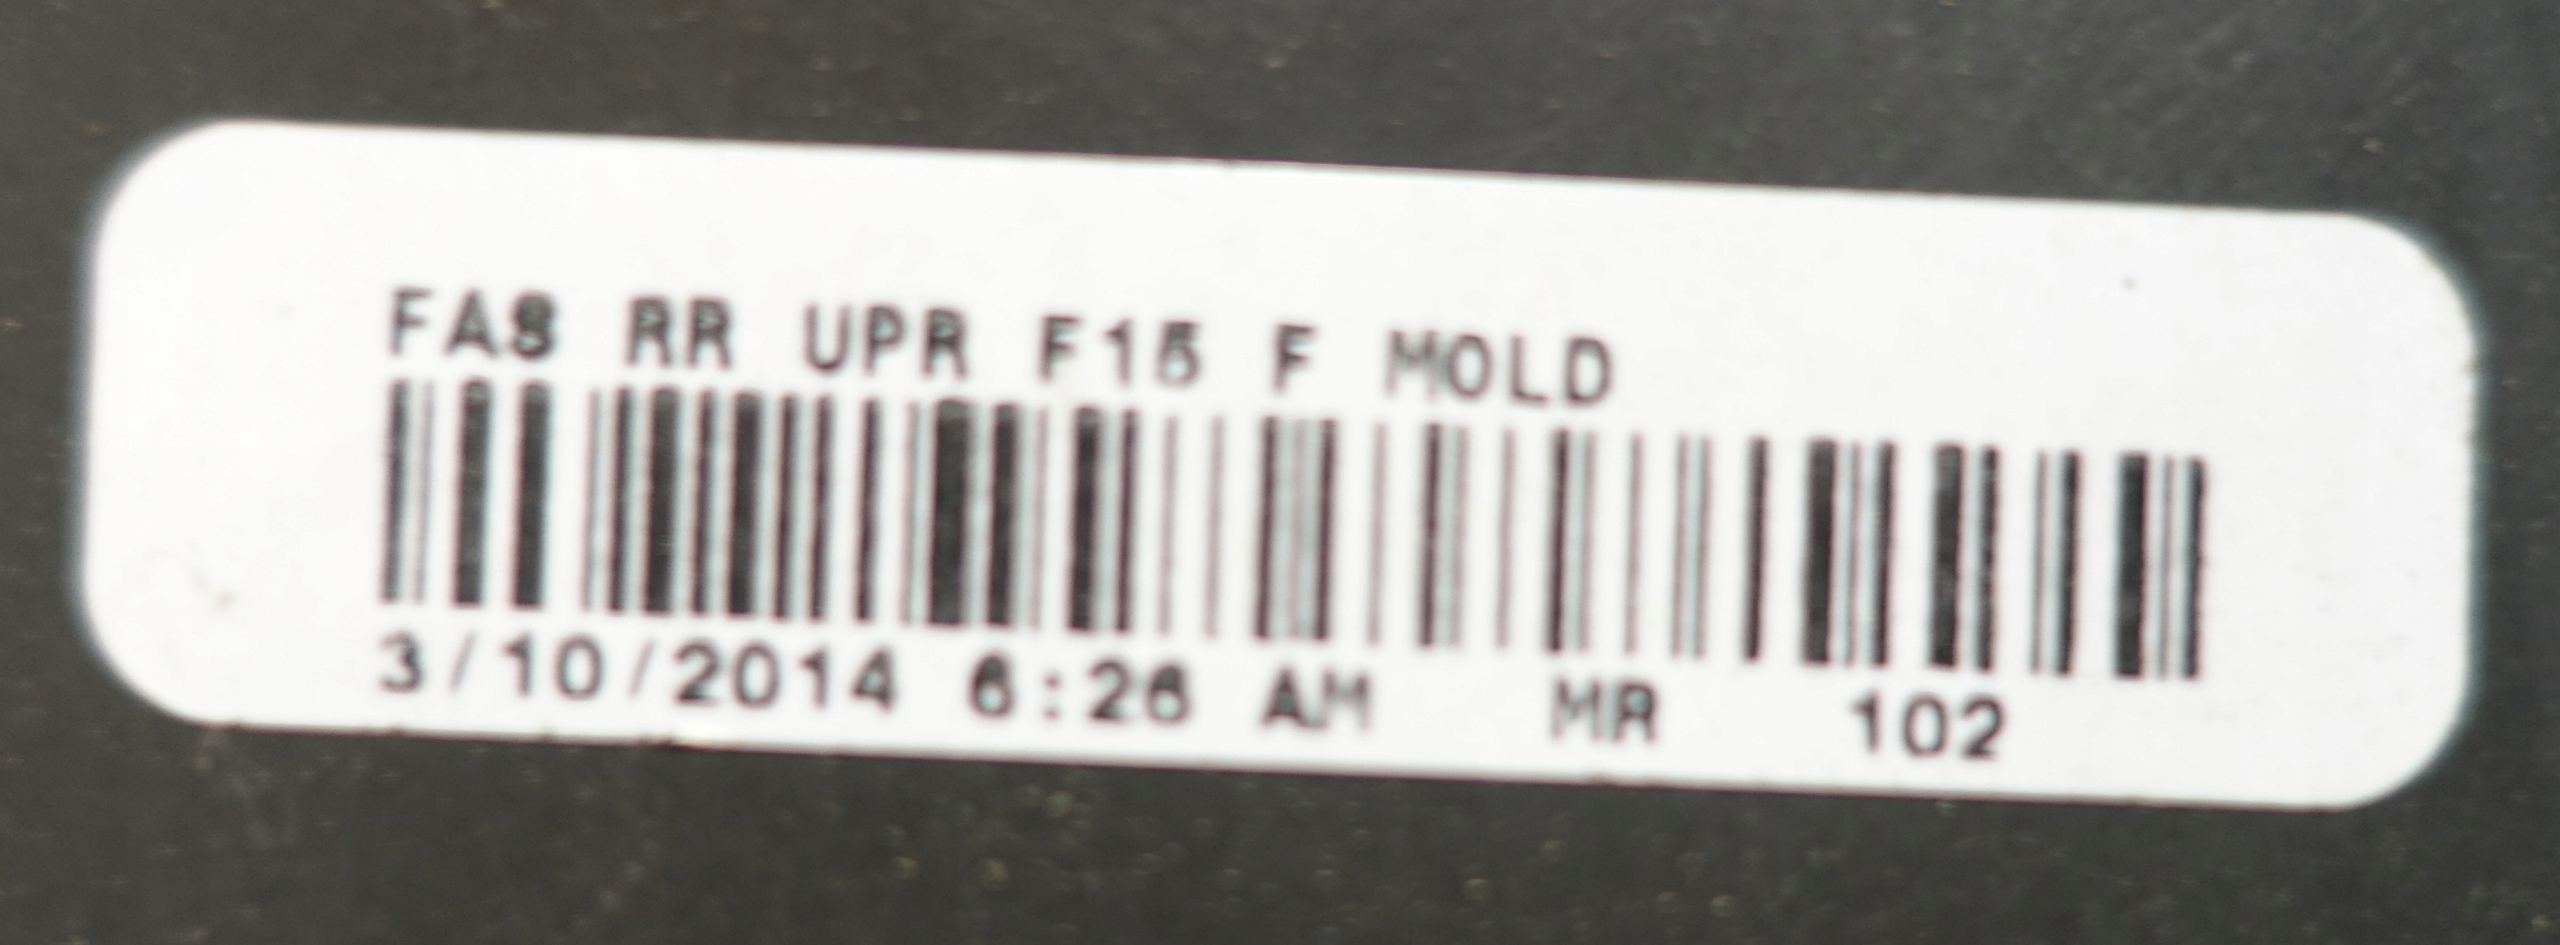 FAS RR UPR F15 F MOLD
3/10/2014 6:26 AM MR 102